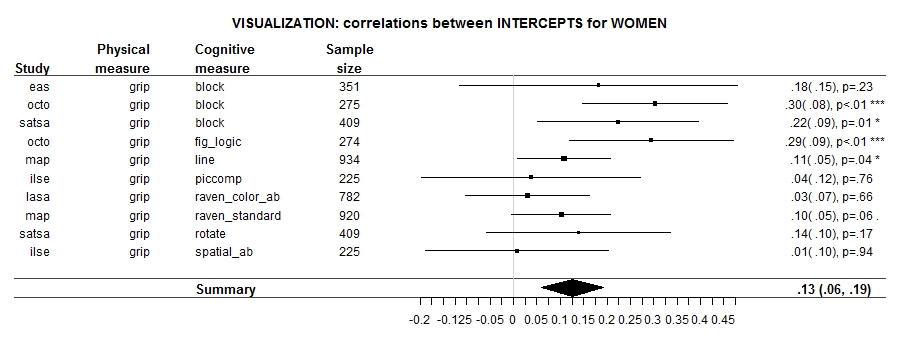 VISUALIZATION: correlations between INTERCEPTS for WOMEN
Physical Cognitive Sample
Study measure measure size
eas grip block 351 .18( .15), p=.23
octo grip block 275 .30( .08), p<.01 ***
satsa grip block 409 .22( .09), p=.01 *
octo grip fig_logic 274 .29( .09), p<.01 ***
map grip line 934 .11( .05), p=.04 *
ilse grip piccomp 225 .04( .12), p=.76
lasa grip raven_color_ab 782 .03( .07), p=.66
map grip raven_standard 920 .10( .05), p=.06 .
satsa grip rotate 409 .14( .10), p=.17
ilse grip spatial_ab 225 .01( .10), p=.94
Summary .13 (.06, .19)
-0.2 -0.125 -0.05 0 0.05 0.1 0.15 0.2 0.25 0.3 0.35 0.4 0.45